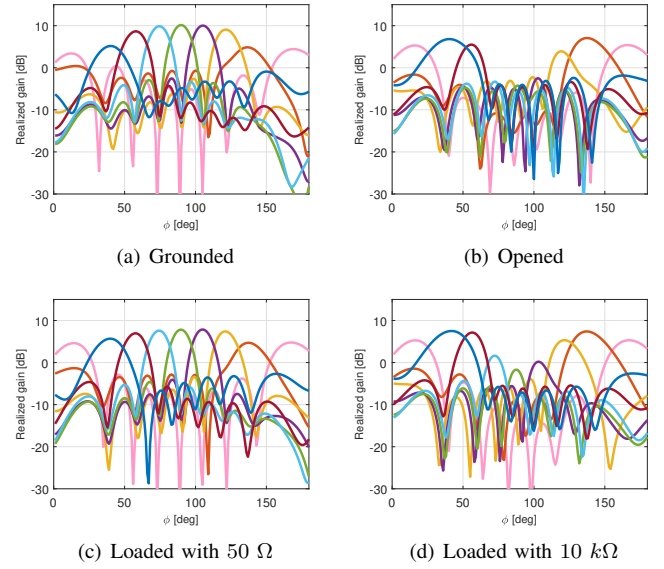 10
0
-10
-20
-30
Realized gain [dB]
0 50 100 150
ϕ [deg]
(a) Grounded
10
0
-10
-20
-30
Realized gain [dB]
0 50 100 150
ϕ [deg]
(b) Opened
10
0
-10
-20
-30
Realized gain [dB]
0 50 100 150
ϕ [deg]
(c) Loaded with 50 Ω
10
0
-10
-20
-30
Realized gain [dB]
0 50 100 150
ϕ [deg]
(d) Loaded with 10 kΩ